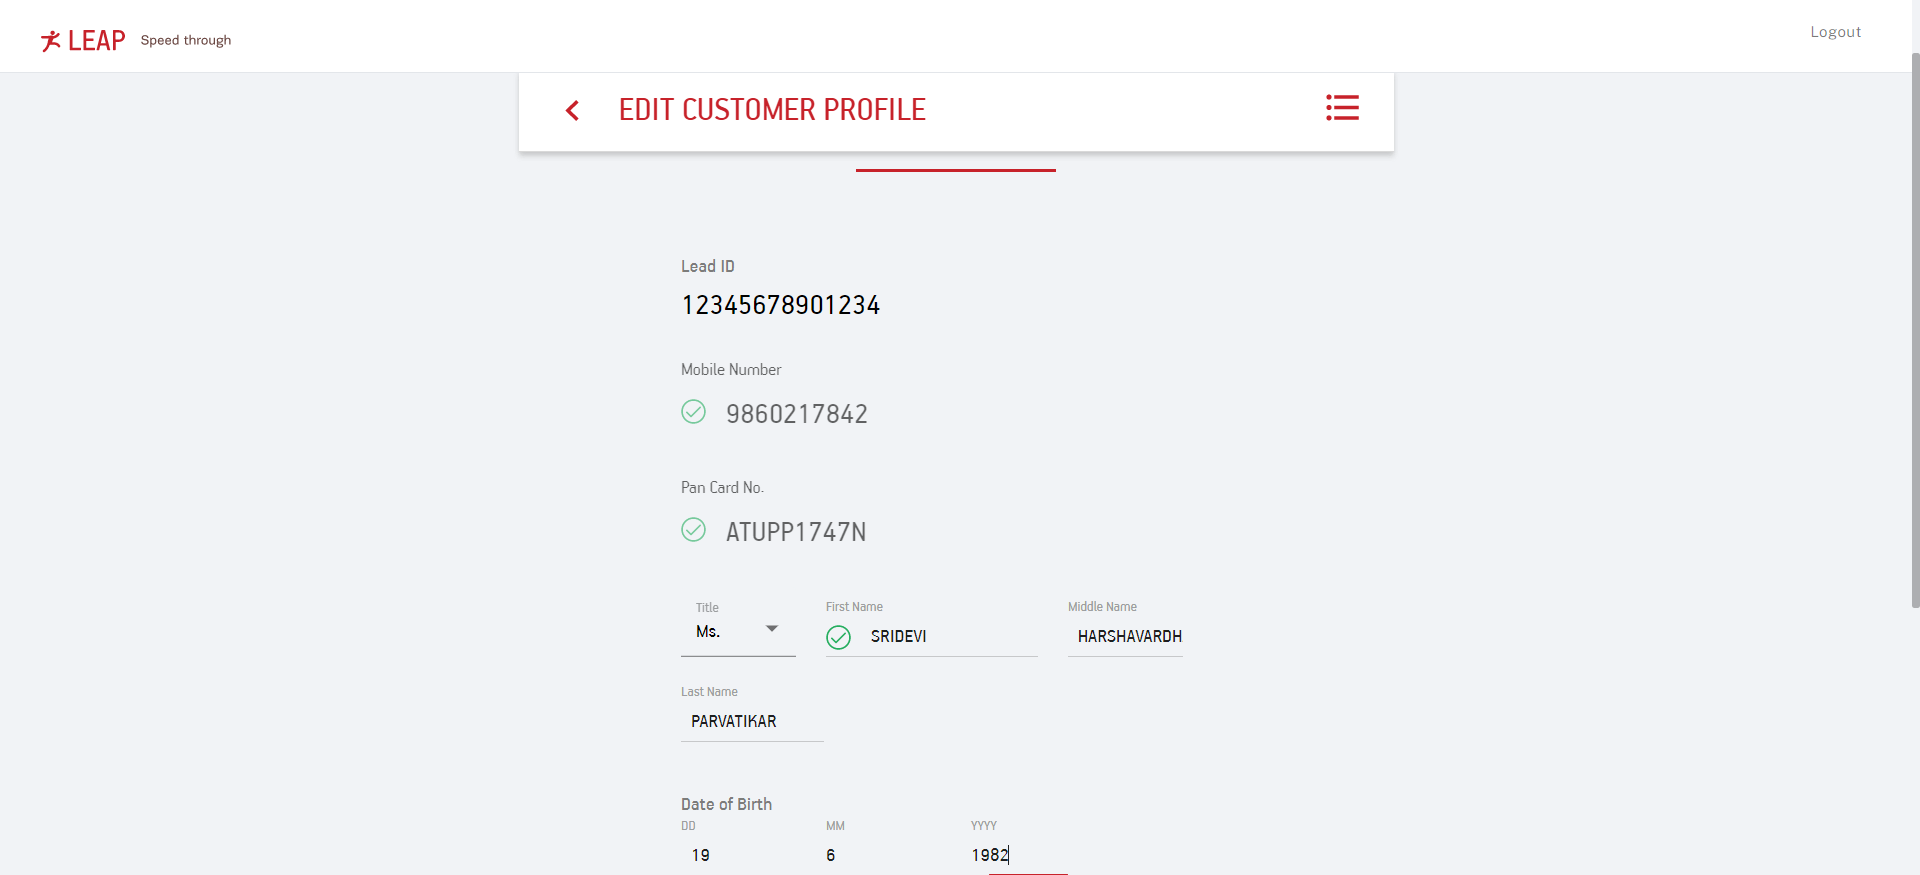 LEAP Speed through
Logout
EDIT CUSTOMER PROFILE
Lead ID
12345678901234
Mobile Number
9860217842
Pan Card No.
ATUPP1747N
Title First Name Middle Name
Ms. SRIDEVI HARSHAVARDH
Last Name
PARVATIKAR
Date of Birth
DD MM YYYY
19 6 1982